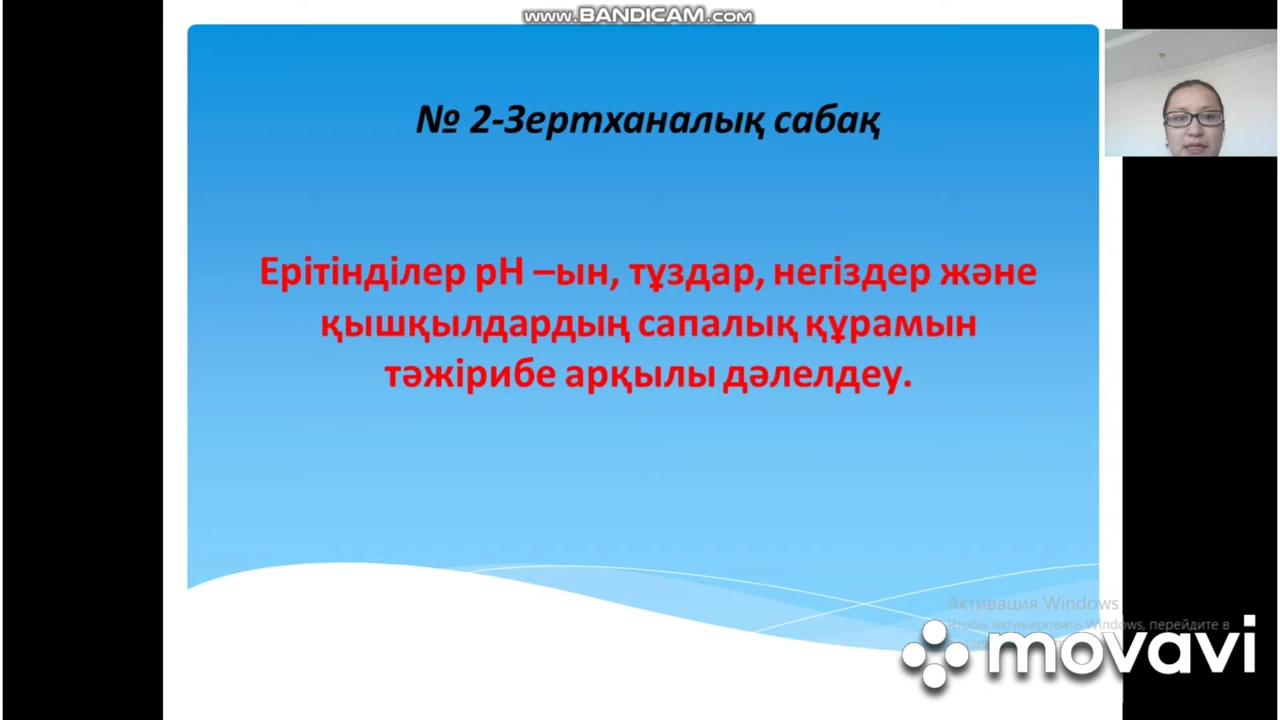 www.BANDICAM.com
№ 2-Зертханалық сабақ
Ерітінділер рН –ын, тұздар, негіздер және
қышқылдардың сапалық құрамын
тәжірибе арқылы дәлелдеу.
Активация Windows
Чтобы активировать Windows, перейдите в
movavi